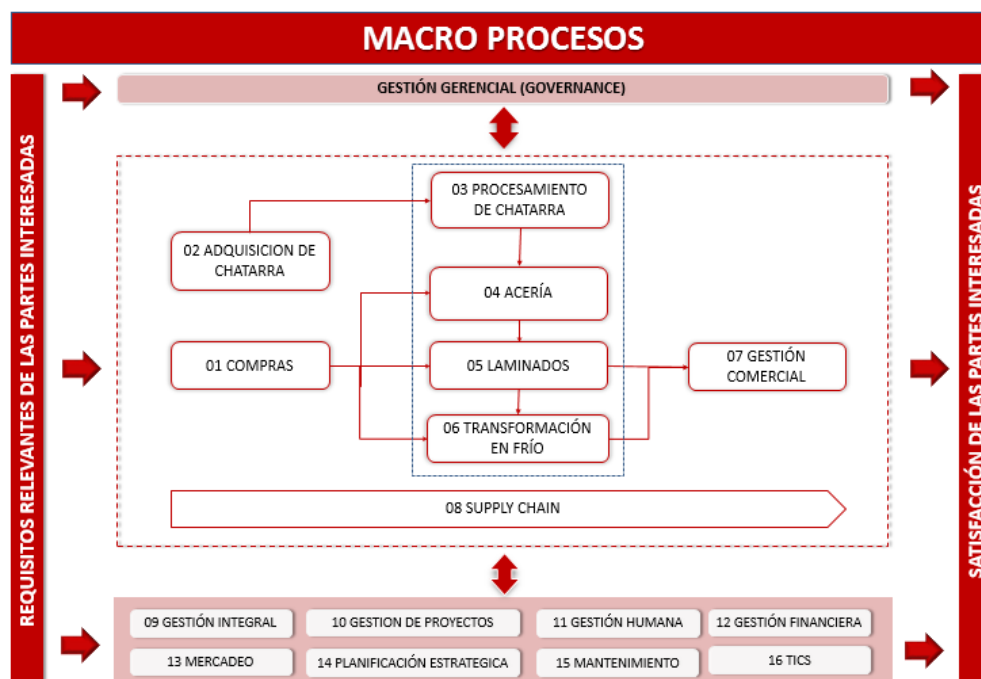 MACRO PROCESOS
GESTIÓN GERENCIAL (GOVERNANCE)
REQUISITOS RELEVANTES DE LAS PARTES INTERESADAS
03 PROCESAMIENTO
DE CHATARRA
02 ADQUISICION DE
CHATARRA
04 ACERÍA
01 COMPRAS
05 LAMINADOS
07 GESTIÓN
COMERCIAL
06 TRANSFORMACIÓN
EN FRÍO
08 SUPPLY CHAIN
SATISFACCIÓN DE LAS PARTES INTERESADAS
09 GESTIÓN INTEGRAL
10 GESTION DE PROYECTOS
11 GESTIÓN HUMANA
12 GESTIÓN FINANCIERA
13 MERCADEO
14 PLANIFICACIÓN ESTRATEGICA
15 MANTENIMIENTO
16 TICS